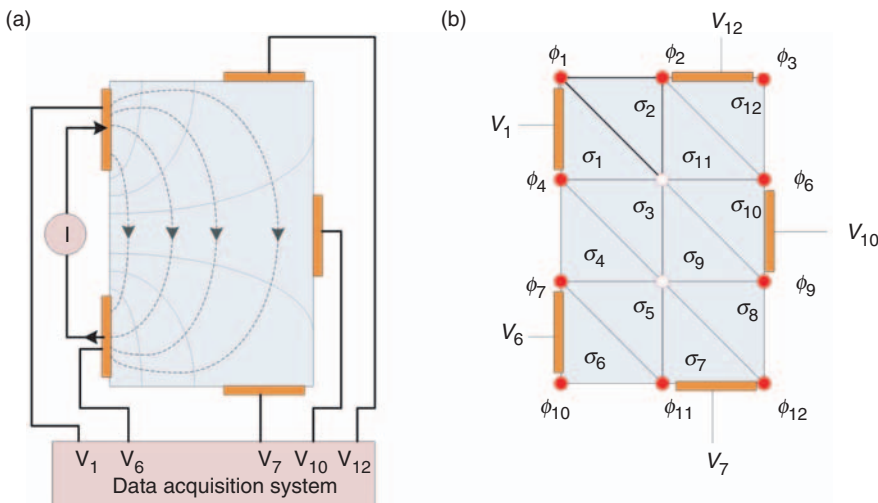 (a)
I
V₁ V₆ V₇ V₁₀ V₁₂
Data acquisition system
(b)
V₁₂
ϕ₁ ϕ₂ ϕ₃
σ₂ σ₁₂
V₁
σ₁ σ₁₁
ϕ₄ ϕ₆
σ₃ σ₁₀
V₁₀
σ₄ σ₉
ϕ₇ ϕ₉
σ₅ σ₈
V₆
σ₆ σ₇
ϕ₁₀ ϕ₁₁ ϕ₁₂
V₇